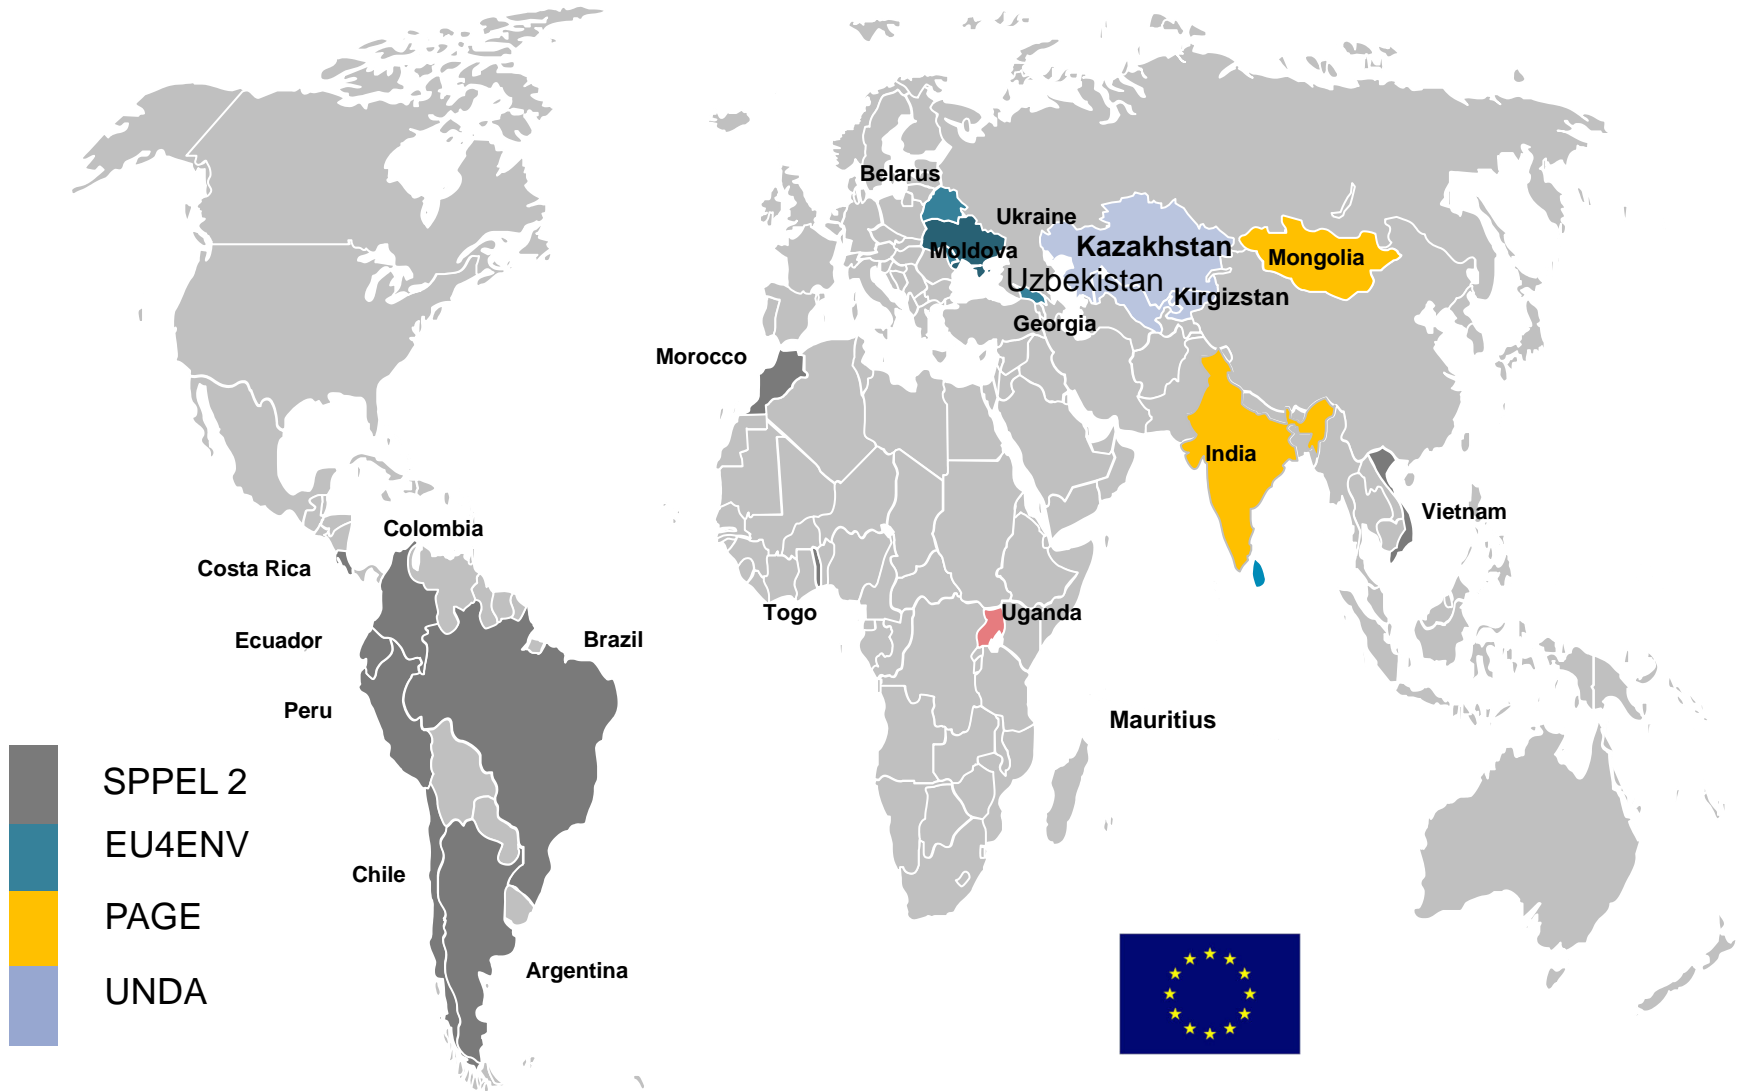 Belarus
Ukraine
Moldova
Kazakhstan
Mongolia
Uzbekistan
Kirgizstan
Georgia
Morocco
India
Vietnam
Colombia
Costa Rica
Togo
Uganda
Ecuador
Brazil
Peru
Mauritius
SPPEL 2
EU4ENV
Chile
PAGE
Argentina
UNDA